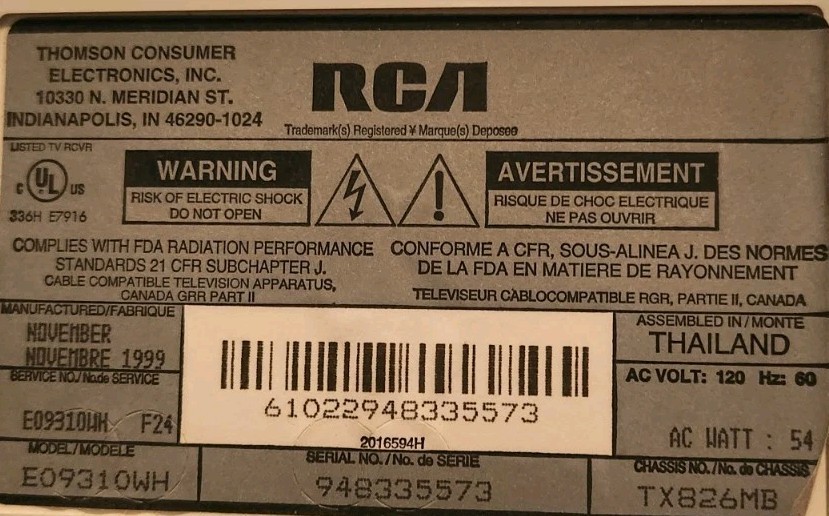 THOMSON CONSUMER
ELECTRONICS, INC.
10330 N. MERIDIAN ST.
INDIANAPOLIS, IN 46290-1024
RCA
Trademark(s) Registered ¥ Marque(s) Deposee
LISTED TV RCVR
C UL US
336H E7916
WARNING
RISK OF ELECTRIC SHOCK
DO NOT OPEN
AVERTISSEMENT
RISQUE DE CHOC ELECTRIQUE
NE PAS OUVRIR
COMPLIES WITH FDA RADIATION PERFORMANCE
STANDARDS 21 CFR SUBCHAPTER J.
CABLE COMPATIBLE TELEVISION APPARATUS,
CANADA GRR PART II
CONFORME A CFR, SOUS-ALINEA J. DES NORMES
DE LA FDA EN MATIERE DE RAYONNEMENT
TELEVISEUR CABLOCOMPATIBLE RGR, PARTIE II, CANADA
MANUFACTURED/FABRIQUE
NOVEMBER
NOVEMBRE 1999
SERVICE NO./No.de SERVICE
E09310WH F24
MODEL/MODELE
E09310WH
61022948335573
2016594H
SERIAL NO./No. de SERIE
948335573
ASSEMBLED IN/MONTE
THAILAND
AC VOLT: 120 Hz: 60
AC WATT : 54
CHASSIS NO./No. de CHASSIS
TX826MB